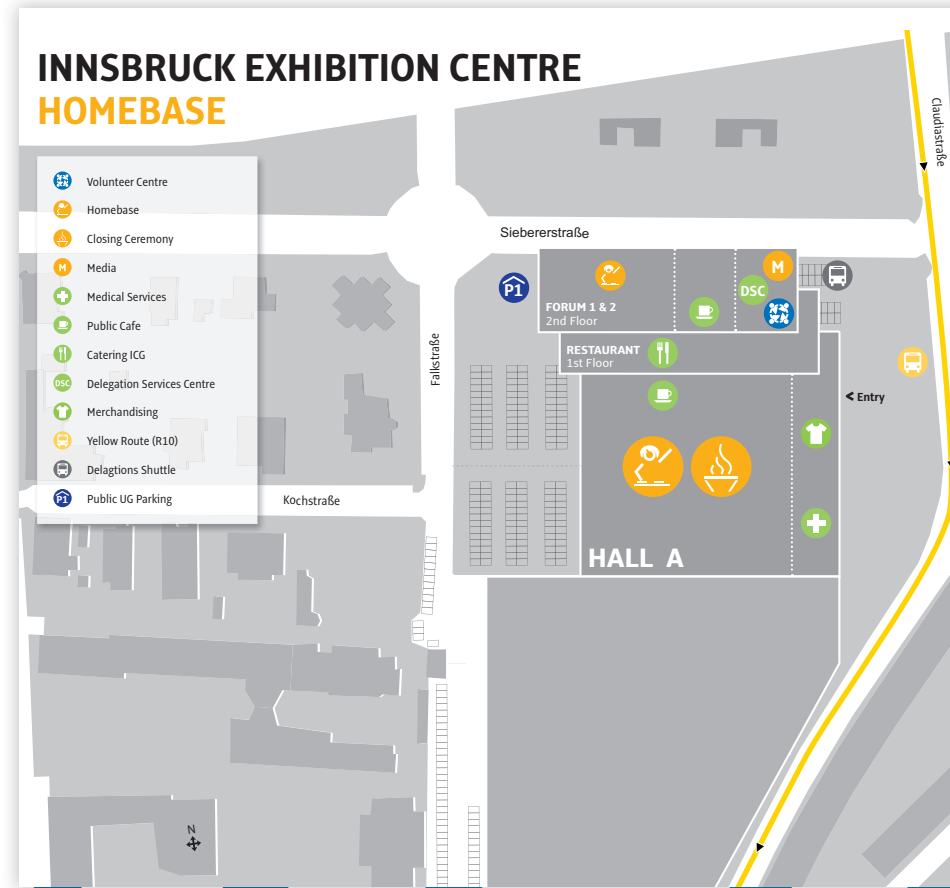 INNSBRUCK EXHIBITION CENTRE
HOMEBASE
Claudiastraße
Volunteer Centre
Homebase
Closing Ceremony
M Media
Medical Services
Public Cafe
Catering ICG
DSC Delegation Services Centre
Merchandising
Yellow Route (R10)
Delagtions Shuttle
P1 Public UG Parking
Siebererstraße
P1
M
DSC
FORUM 1 & 2
2nd Floor
RESTAURANT
1st Floor
Falkstraße
< Entry
Kochstraße
HALL A
N